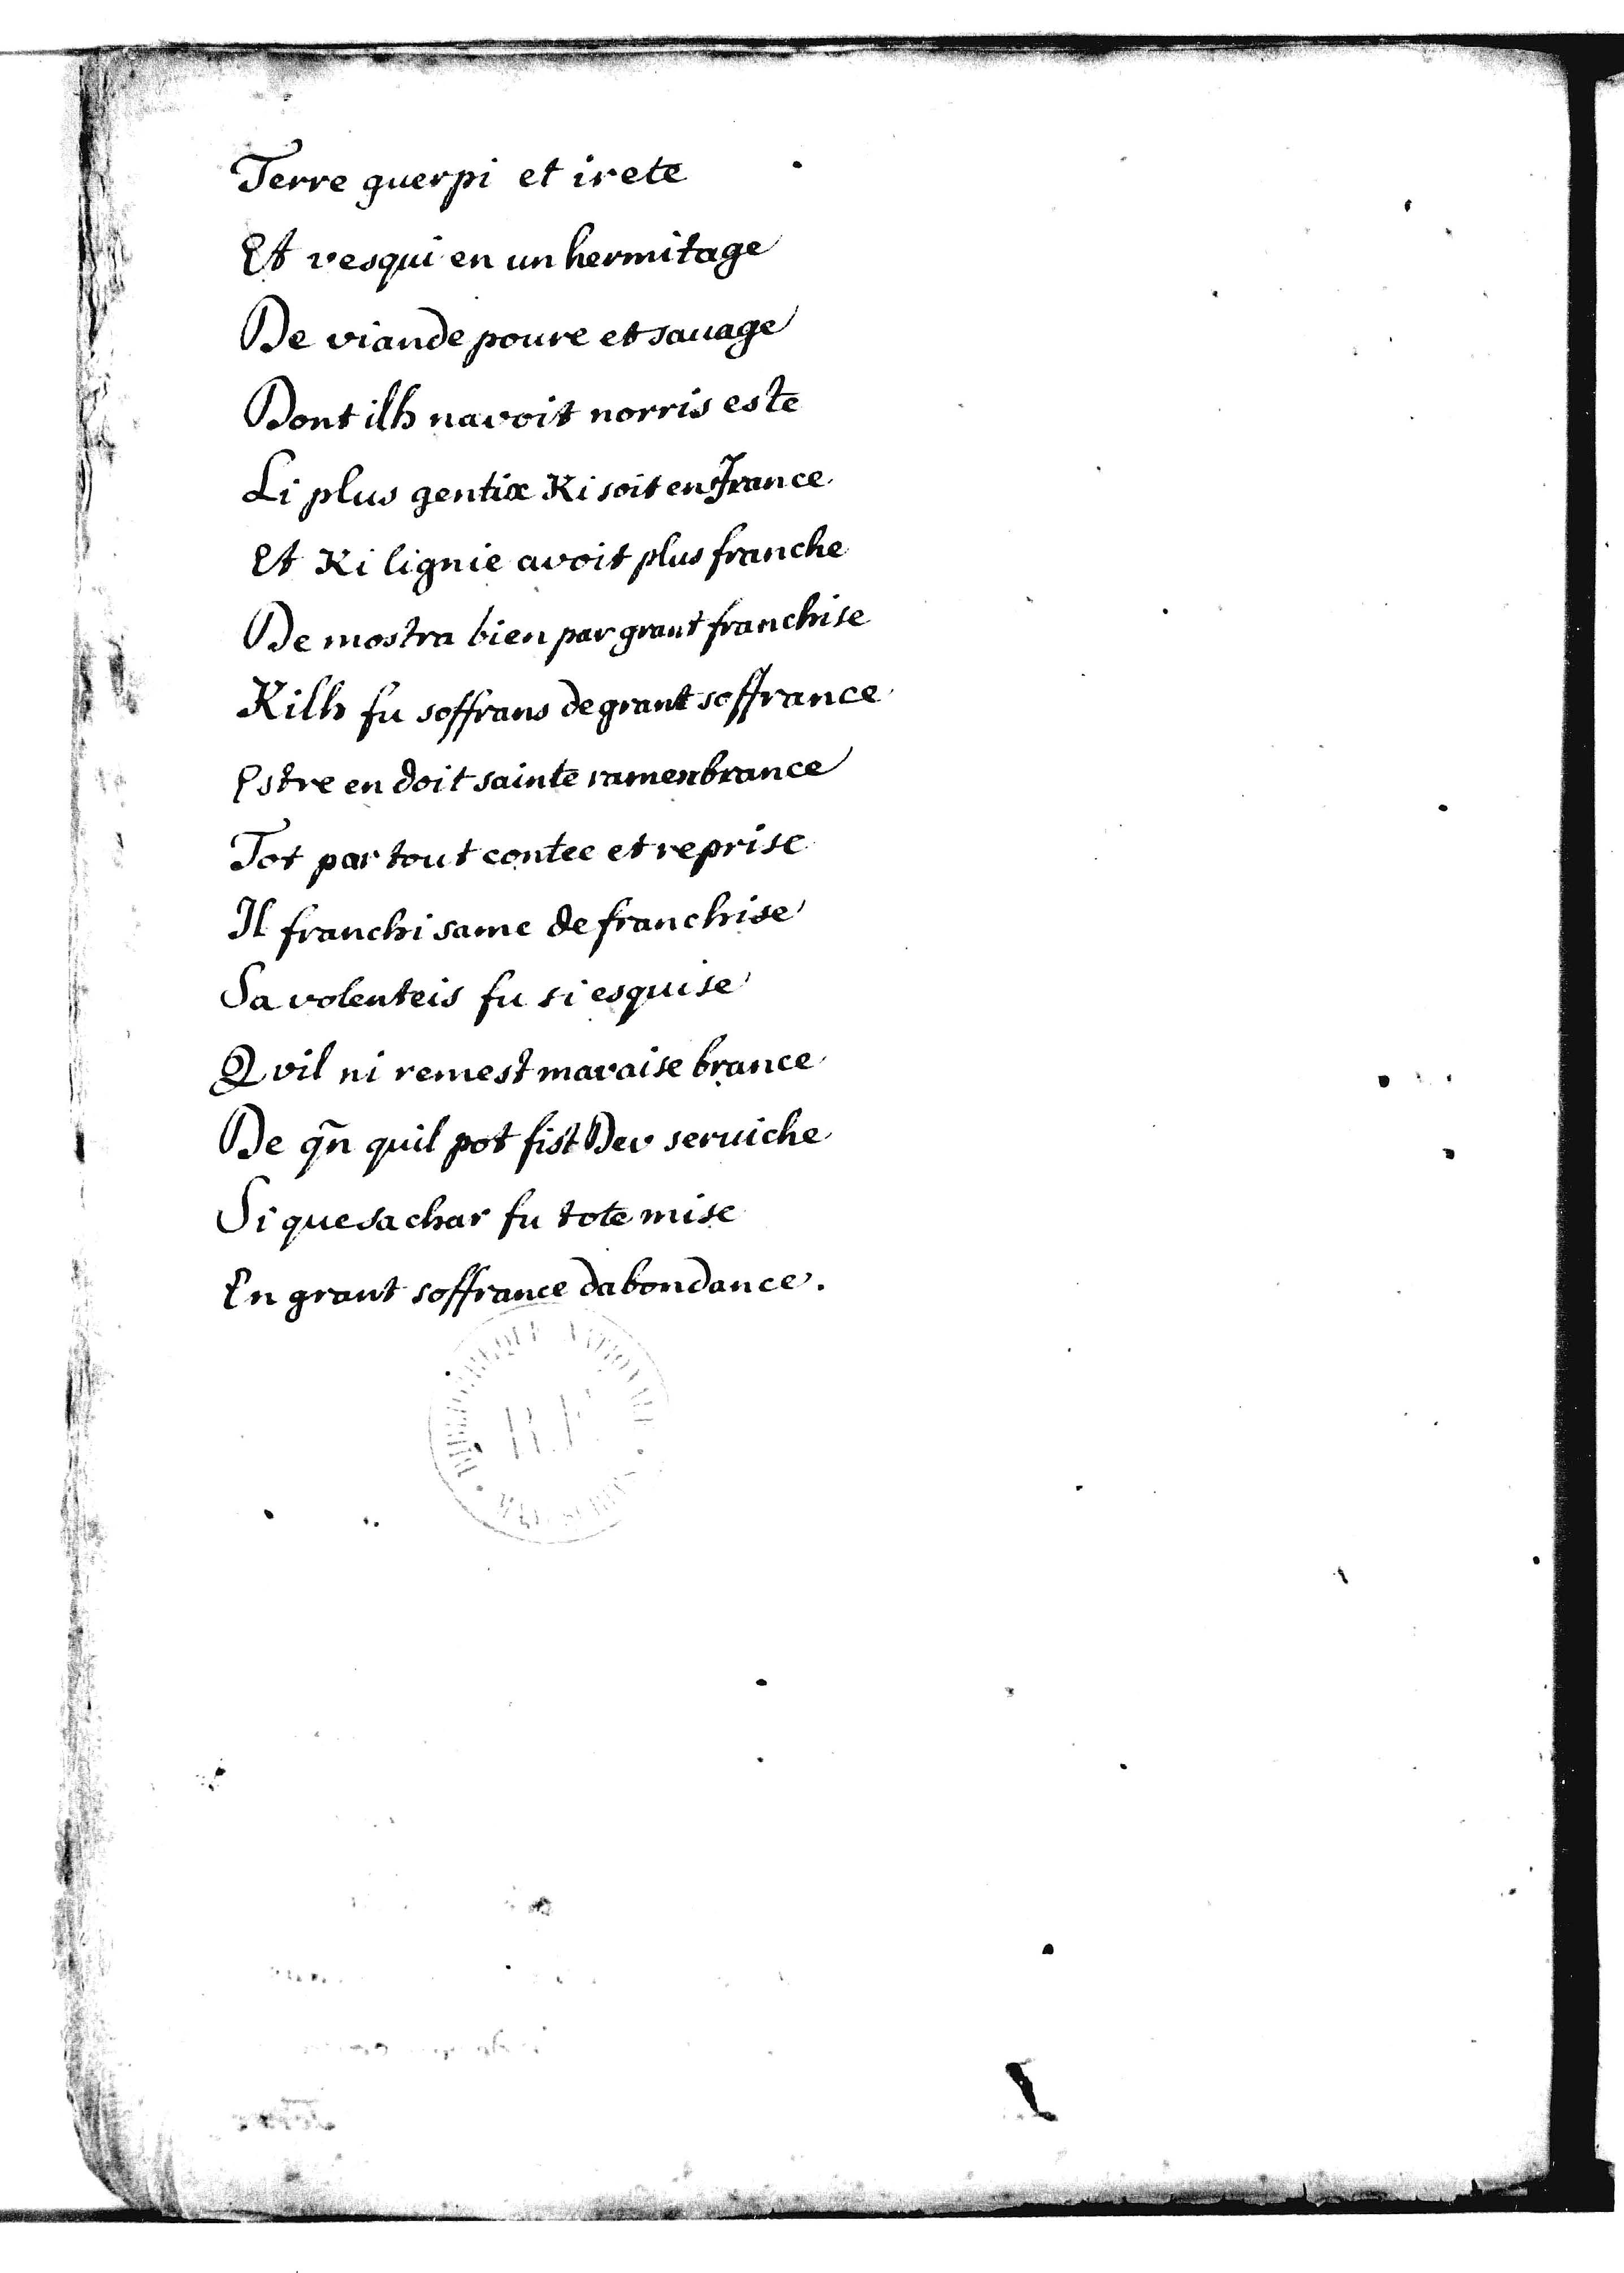 Terre guerpi et irete
Et vesqui en un hermitage
De viande poure et sauage
Dont ilh navoit norris este
Li plus gentix Ki soit en France
Et Ki lignie avoit plus franche
De mostra bien par grant franchise
Kilh fu soffrans de grant soffrance
Estre en doit sainte ramenbrance
Tot par tout contee et reprise
Il franchi same de franchise
Sa volenteis fu si esquise
Qvil ni remest mavaise brance
De qn̄ quil pot fist Dev seruiche
Si que sa char fu tote mise
En grant soffrance dabondance.
BIBLIOTHEQUE NATIONALE
R.F.
MANUSCRITS